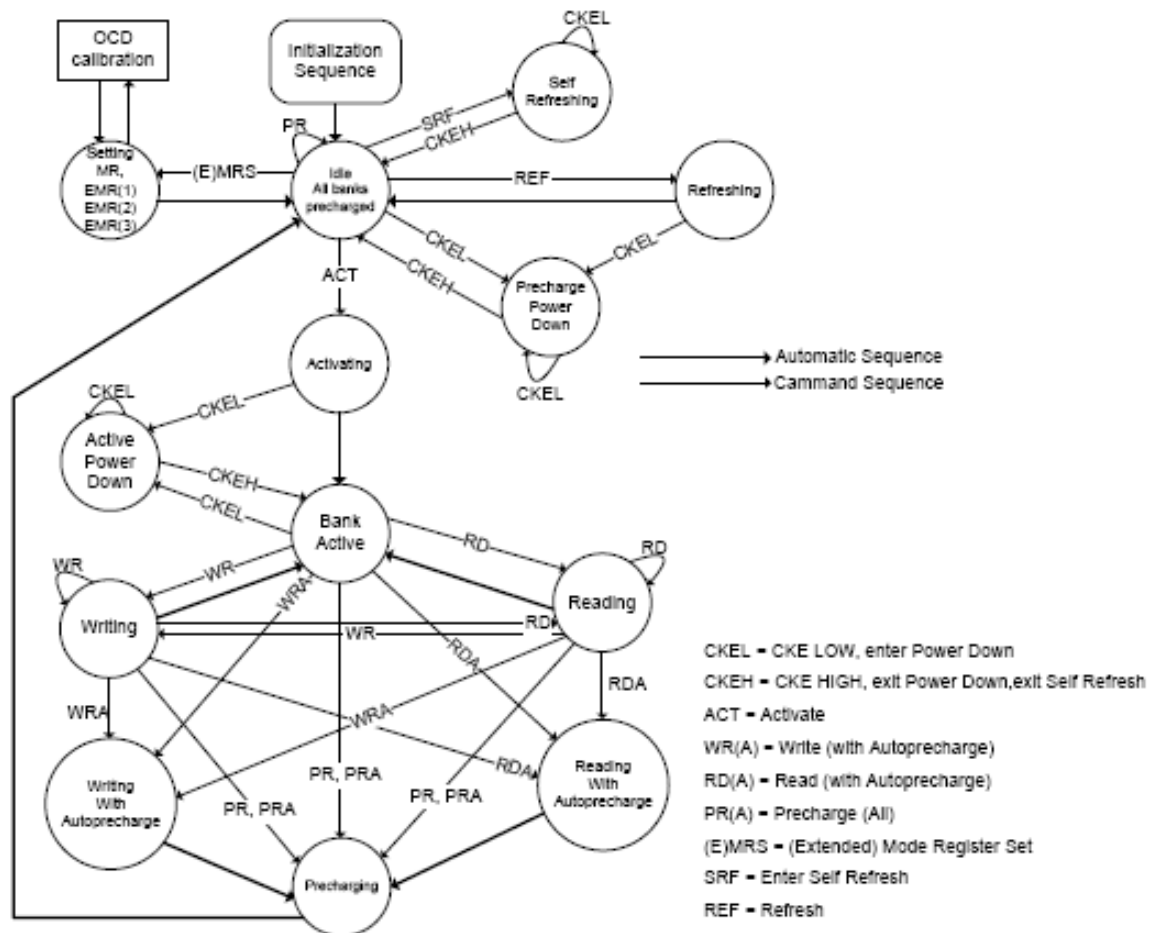 OCD
calibration
Initialization
Sequence
CKEL
Self
Refreshing
SRF
CKEH
PR
Setting
MR,
EMR(1)
EMR(2)
EMR(3)
(E)MRS
Idle
All banks
precharged
REF
Refreshing
CKEL
CKEH
CKEL
ACT
Precharge
Power
Down
CKEL
Activating
Automatic Sequence
Cammand Sequence
CKEL
CKEL
Active
Power
Down
CKEH
CKEL
Bank
Active
RD
RD
WR
WR
WRA
Reading
Writing
RD
WR
RDA
RDA
WRA
WRA
RDA
Writing
With
Autoprecharge
PR, PRA
PR, PRA
PR, PRA
Reading
With
Autoprecharge
Precharging
CKEL = CKE LOW, enter Power Down
CKEH = CKE HIGH, exit Power Down,exit Self Refresh
ACT = Activate
WR(A) = Write (with Autoprecharge)
RD(A) = Read (with Autoprecharge)
PR(A) = Precharge (All)
(E)MRS = (Extended) Mode Register Set
SRF = Enter Self Refresh
REF = Refresh